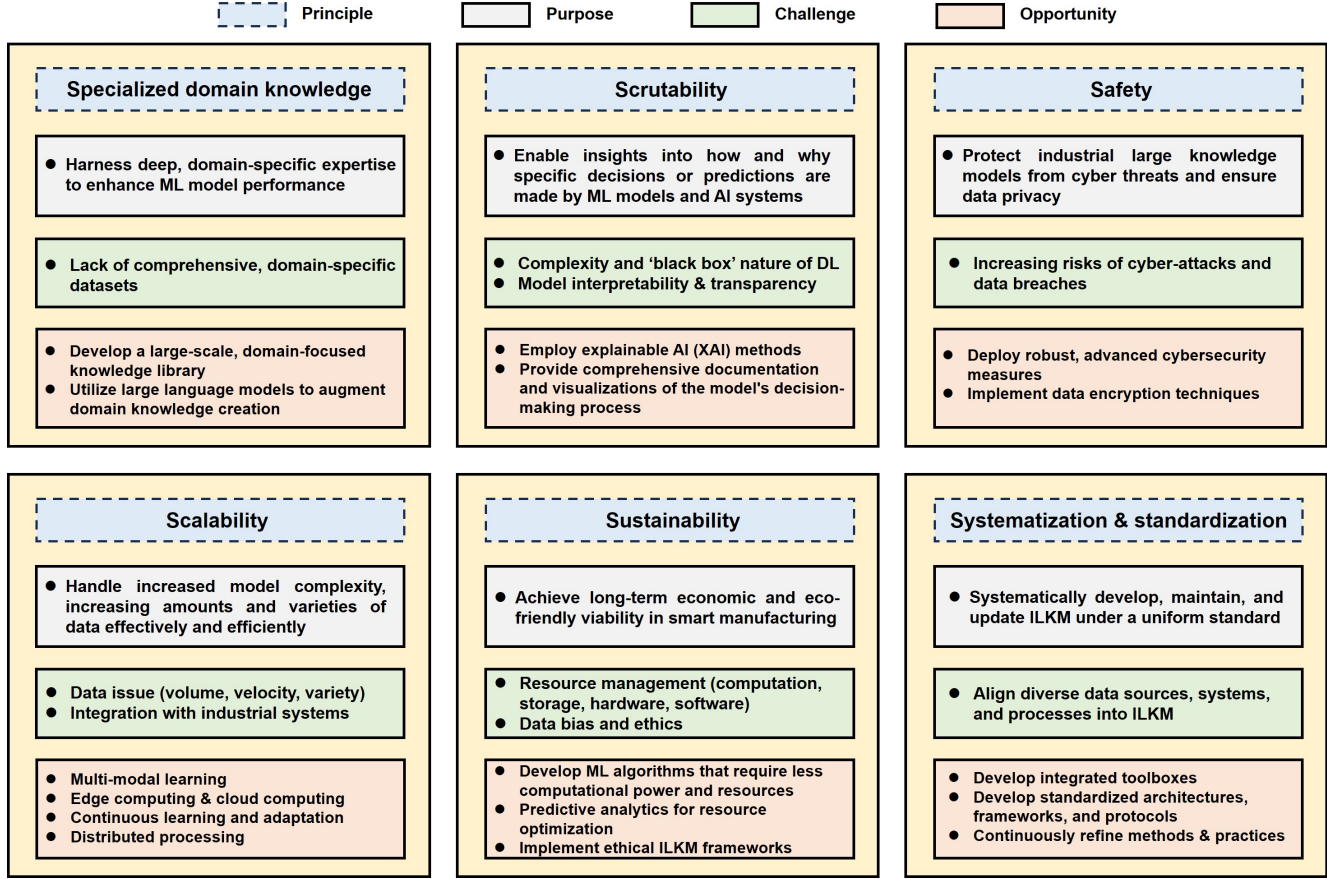 Principle
Purpose
Challenge
Opportunity
Specialized domain knowledge
● Harness deep, domain-specific expertise
to enhance ML model performance
● Lack of comprehensive, domain-specific
datasets
● Develop a large-scale, domain-focused
knowledge library
● Utilize large language models to augment
domain knowledge creation
Scrutability
● Enable insights into how and why
specific decisions or predictions are
made by ML models and AI systems
● Complexity and ‘black box’ nature of DL
● Model interpretability & transparency
● Employ explainable AI (XAI) methods
● Provide comprehensive documentation
and visualizations of the model's decision-
making process
Safety
● Protect industrial large knowledge
models from cyber threats and ensure
data privacy
● Increasing risks of cyber-attacks and
data breaches
● Deploy robust, advanced cybersecurity
measures
● Implement data encryption techniques
Scalability
● Handle increased model complexity,
increasing amounts and varieties of
data effectively and efficiently
● Data issue (volume, velocity, variety)
● Integration with industrial systems
● Multi-modal learning
● Edge computing & cloud computing
● Continuous learning and adaptation
● Distributed processing
Sustainability
● Achieve long-term economic and eco-
friendly viability in smart manufacturing
● Resource management (computation,
storage, hardware, software)
● Data bias and ethics
● Develop ML algorithms that require less
computational power and resources
● Predictive analytics for resource
optimization
● Implement ethical ILKM frameworks
Systematization & standardization
● Systematically develop, maintain, and
update ILKM under a uniform standard
● Align diverse data sources, systems,
and processes into ILKM
● Develop integrated toolboxes
● Develop standardized architectures,
frameworks, and protocols
● Continuously refine methods & practices